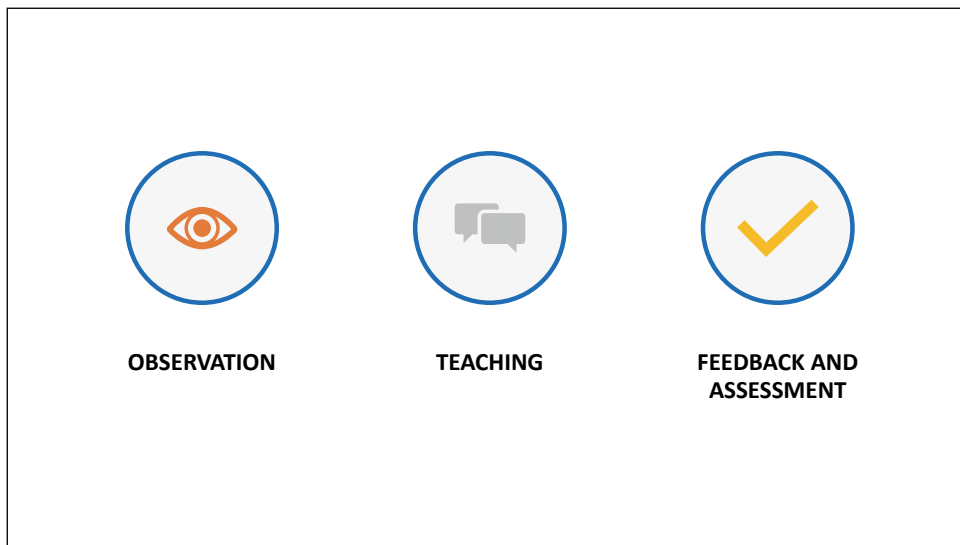 OBSERVATION
TEACHING
FEEDBACK AND
ASSESSMENT